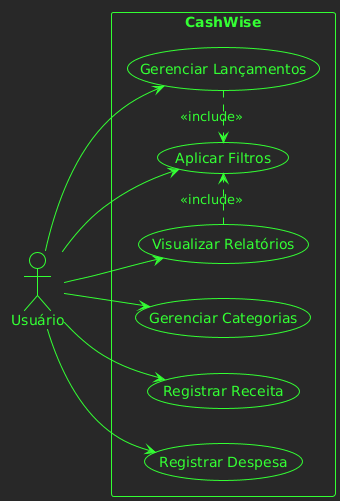 CashWise
Gerenciar Lançamentos
«include»
Aplicar Filtros
«include»
Visualizar Relatórios
Gerenciar Categorias
Usuário
Registrar Receita
Registrar Despesa